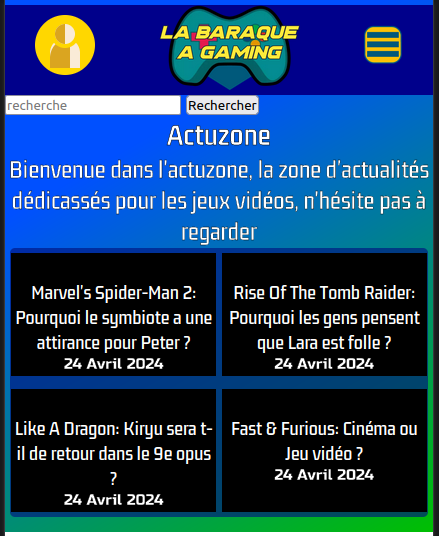 LA BARAQUE
A GAMING
recherche
Rechercher
Actuzone
Bienvenue dans l'actuzone, la zone d'actualités
dédicassés pour les jeux vidéos, n'hésite pas à
regarder
Marvel's Spider-Man 2:
Pourquoi le symbiote a une
attirance pour Peter ?
24 Avril 2024
Rise Of The Tomb Raider:
Pourquoi les gens pensent
que Lara est folle ?
24 Avril 2024
Like A Dragon: Kiryu sera t-
il de retour dans le 9e opus
?
24 Avril 2024
Fast & Furious: Cinéma ou
Jeu vidéo ?
24 Avril 2024